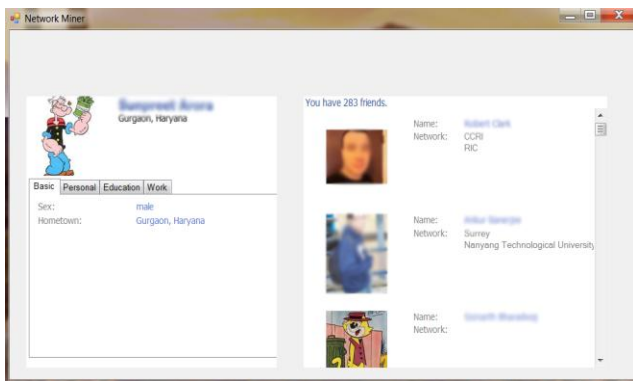 Network Miner
Gurgaon, Haryana
Basic Personal Education Work
Sex: male
Hometown: Gurgaon, Haryana
You have 283 friends.
Name:
Network: CCRI
RIC
Name:
Network: Surrey
Nanyang Technological University
Name:
Network: